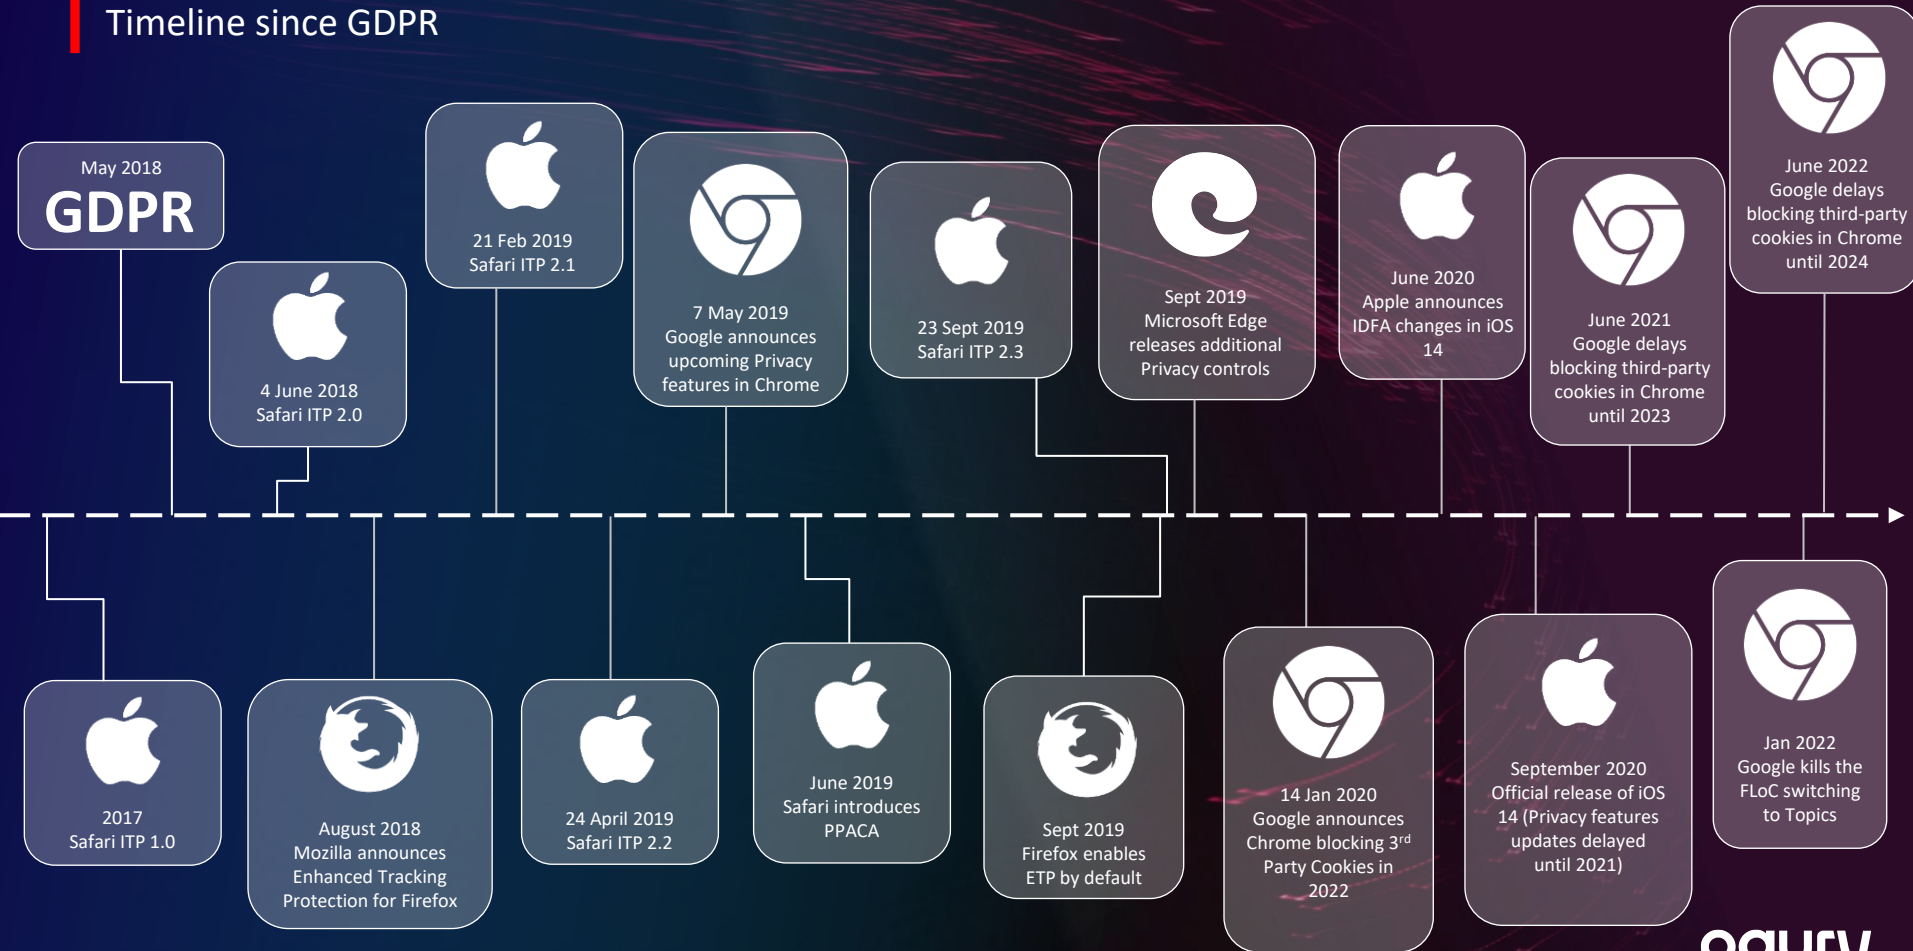 Timeline since GDPR
May 2018
GDPR
4 June 2018
Safari ITP 2.0
21 Feb 2019
Safari ITP 2.1
7 May 2019
Google announces
upcoming Privacy
features in Chrome
23 Sept 2019
Safari ITP 2.3
Sept 2019
Microsoft Edge
releases additional
Privacy controls
June 2020
Apple announces
IDFA changes in iOS
14
June 2021
Google delays
blocking third-party
cookies in Chrome
until 2023
June 2022
Google delays
blocking third-party
cookies in Chrome
until 2024
2017
Safari ITP 1.0
August 2018
Mozilla announces
Enhanced Tracking
Protection for Firefox
24 April 2019
Safari ITP 2.2
June 2019
Safari introduces
PPACA
Sept 2019
Firefox enables
ETP by default
14 Jan 2020
Google announces
Chrome blocking 3rd
Party Cookies in
2022
September 2020
Official release of iOS
14 (Privacy features
updates delayed
until 2021)
Jan 2022
Google kills the
FLoC switching
to Topics